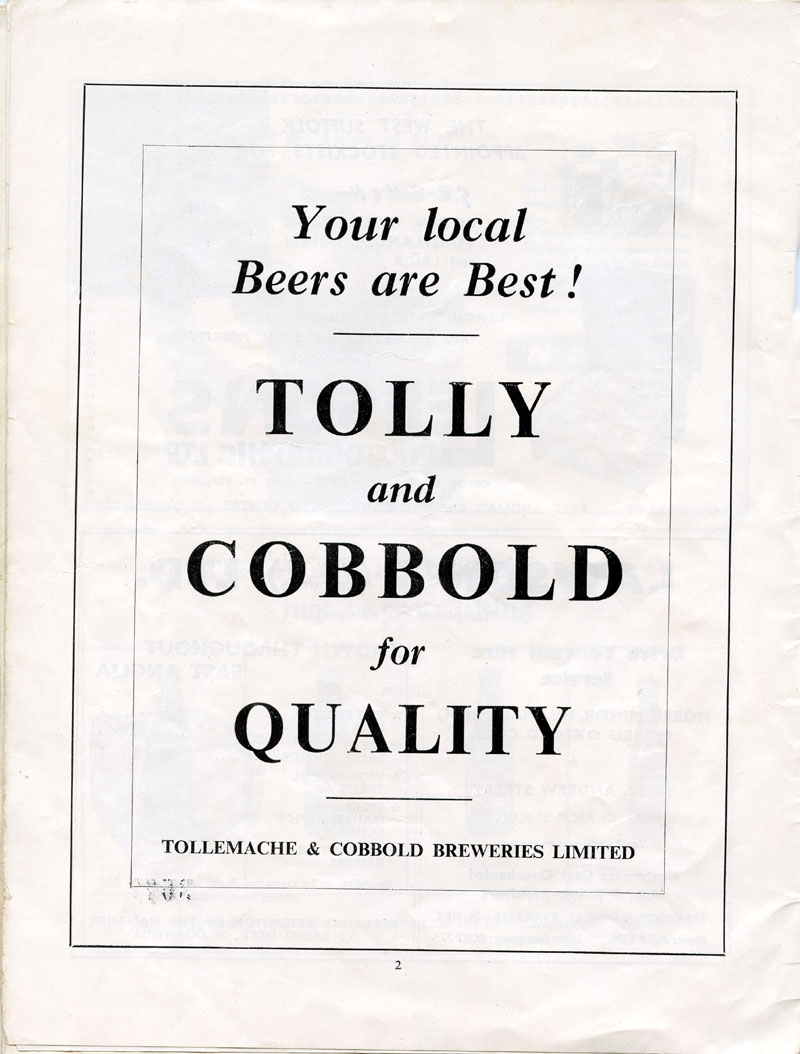 Your local
Beers are Best!
TOLLY
and
COBBOLD
for
QUALITY
TOLLEMACHE & COBBOLD BREWERIES LIMITED
2